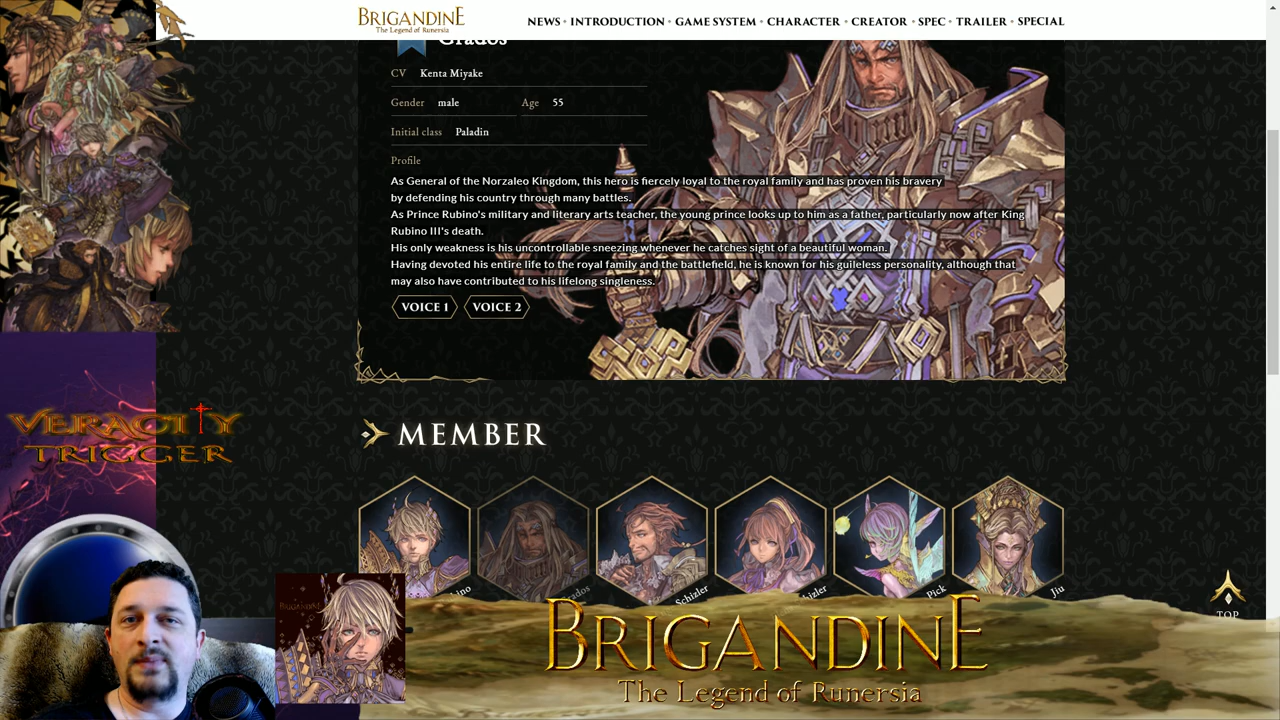 BRIGANDINE
The Legend of Runersia
NEWS INTRODUCTION GAME SYSTEM CHARACTER CREATOR SPEC TRAILER SPECIAL
Grados
CV Kenta Miyake
Gender male Age 55
Initial class Paladin
Profile
As General of the Norzaleo Kingdom, this hero is fiercely loyal to the royal family and has proven his bravery
by defending his country through many battles.
As Prince Rubino's military and literary arts teacher, the young prince looks up to him as a father, particularly now after King
Rubino III's death.
His only weakness is his uncontrollable sneezing whenever he catches sight of a beautiful woman.
Having devoted his entire life to the royal family and the battlefield, he is known for his guileless personality, although that
may also have contributed to his lifelong singleness.
VOICE 1 VOICE 2
VERACITY
TRIGGER
MEMBER
Grados Schizler Pick Jiu
TOP
BRIGANDINE
BRIGANDINE
The Legend of Runersia